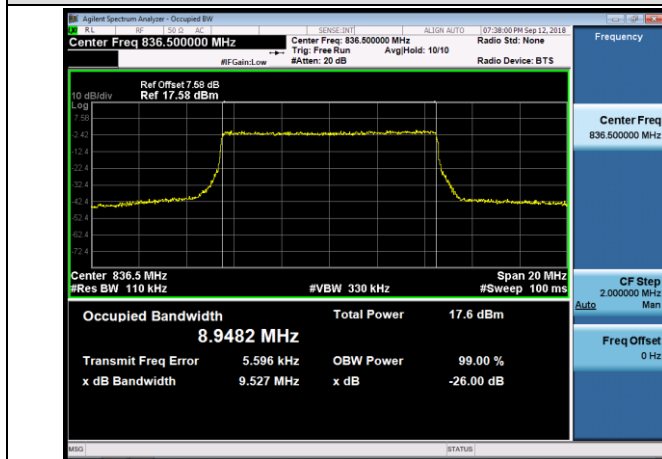 Agilent Spectrum Analyzer - Occupied BW
RL RF 50 Ω AC SENSE:INT ALIGN AUTO 07:38:00 PM Sep 12, 2018
Center Freq 836.500000 MHz
Center Freq: 836.500000 MHz Radio Std: None
Trig: Free Run Avg|Hold: 10/10
#IFGain:Low #Atten: 20 dB Radio Device: BTS
Frequency
Ref Offset 7.58 dB
10 dB/div Ref 17.58 dBm
Log
7.58
-2.42
-12.4
-22.4
-32.4
-42.4
-52.4
-62.4
-72.4
Center 836.5 MHz Span 20 MHz
#Res BW 110 kHz #VBW 330 kHz #Sweep 100 ms
Occupied Bandwidth Total Power 17.6 dBm
8.9482 MHz
Transmit Freq Error 5.596 kHz OBW Power 99.00 %
x dB Bandwidth 9.527 MHz x dB -26.00 dB
Center Freq
836.500000 MHz
CF Step
2.000000 MHz
Auto Man
Freq Offset
0 Hz
MSG STATUS